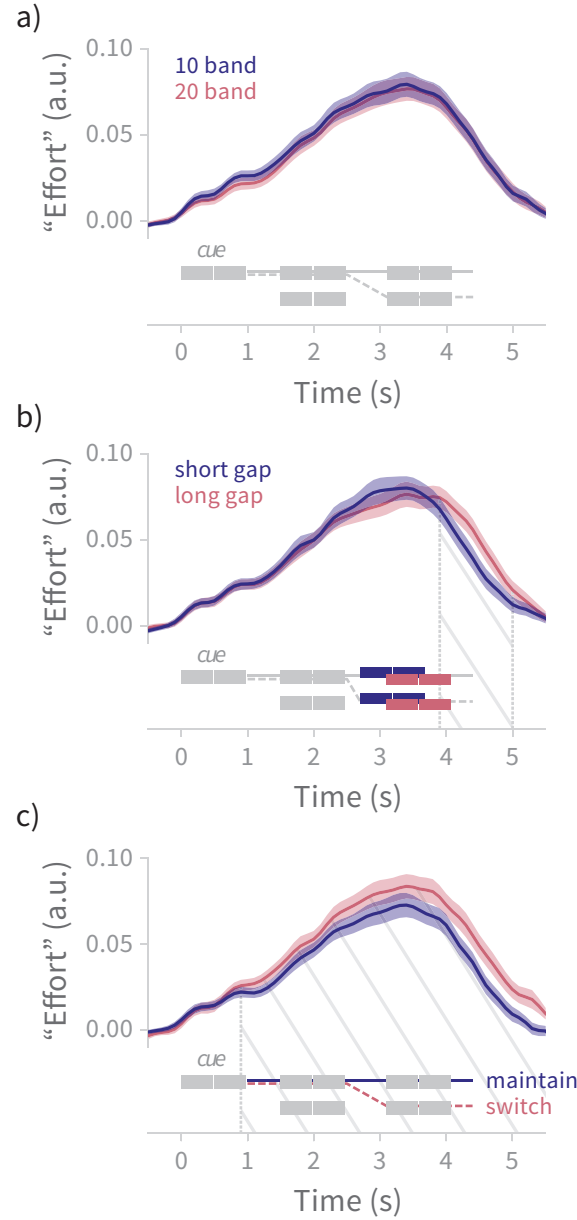 a)
0.10
0.05
0.00
“Effort” (a.u.)
10 band
20 band
cue
0 1 2 3 4 5
Time (s)
b)
0.10
0.05
0.00
“Effort” (a.u.)
short gap
long gap
cue
0 1 2 3 4 5
Time (s)
c)
0.10
0.05
0.00
“Effort” (a.u.)
cue
maintain
switch
0 1 2 3 4 5
Time (s)